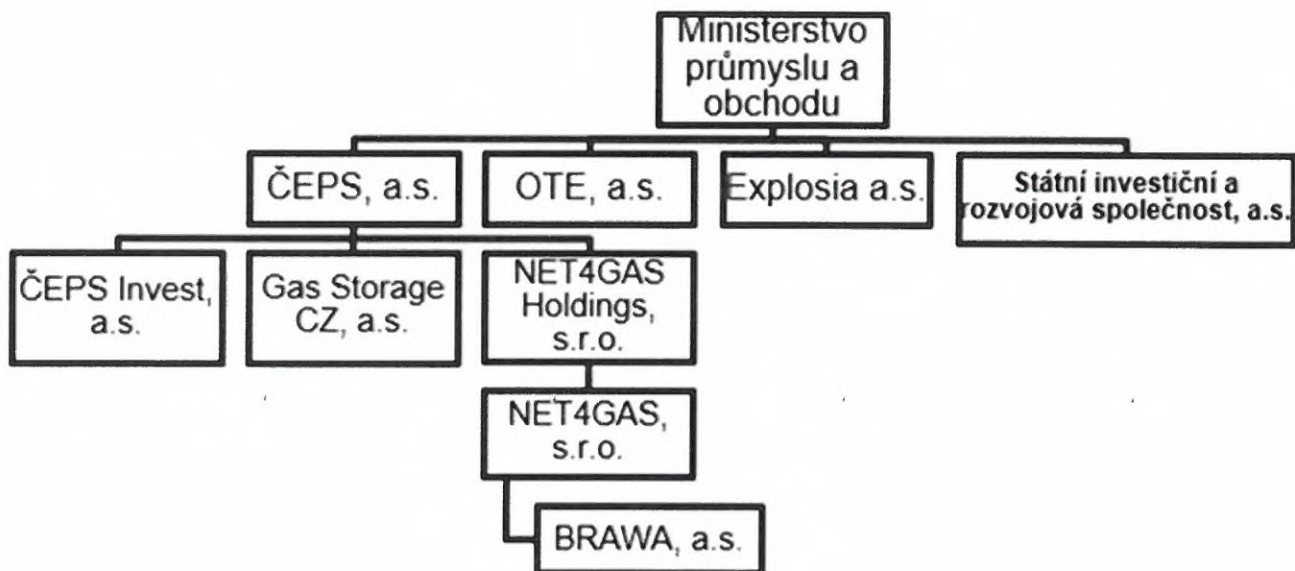 Ministerstvo
průmyslu a
obchodu
ČEPS, a.s.
OTE, a.s.
Explosia a.s.
Státní investiční a
rozvojová společnost, a.s.
ČEPS Invest,
a.s.
Gas Storage
CZ, a.s.
NET4GAS
Holdings,
s.r.o.
NET4GAS,
s.r.o.
BRAWA, a.s.